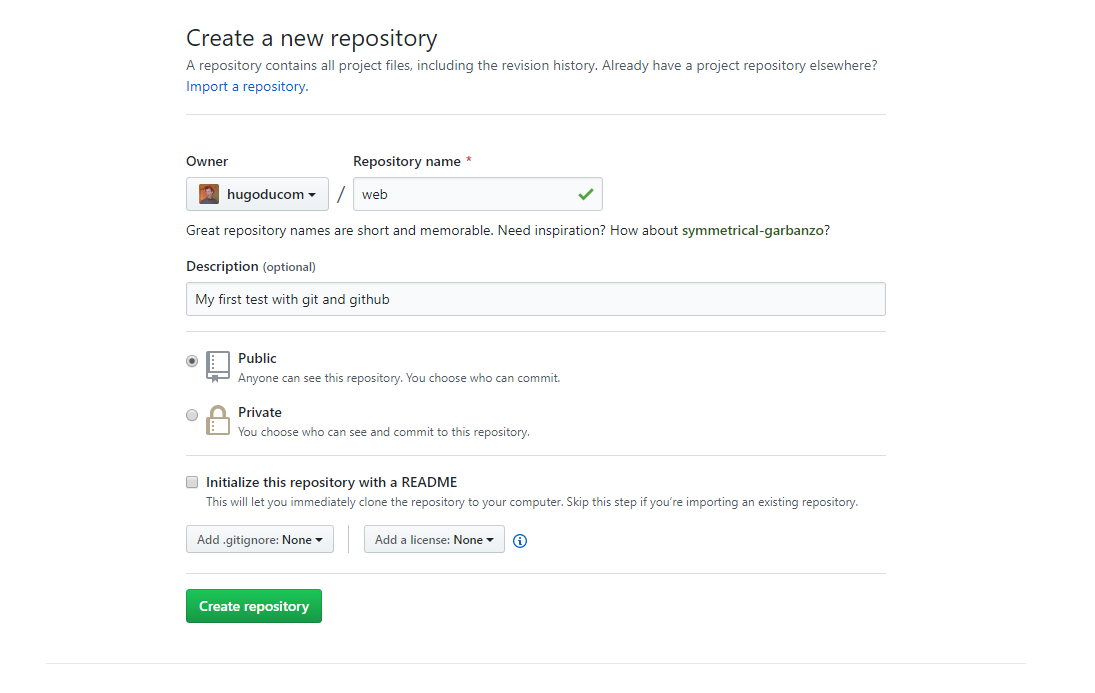 Create a new repository
A repository contains all project files, including the revision history. Already have a project repository elsewhere?
Import a repository.
Owner
Repository name *
hugoducom
/
web
Great repository names are short and memorable. Need inspiration? How about symmetrical-garbanzo?
Description (optional)
My first test with git and github
Public
Anyone can see this repository. You choose who can commit.
Private
You choose who can see and commit to this repository.
Initialize this repository with a README
This will let you immediately clone the repository to your computer. Skip this step if you’re importing an existing repository.
Add .gitignore: None
Add a license: None
Create repository